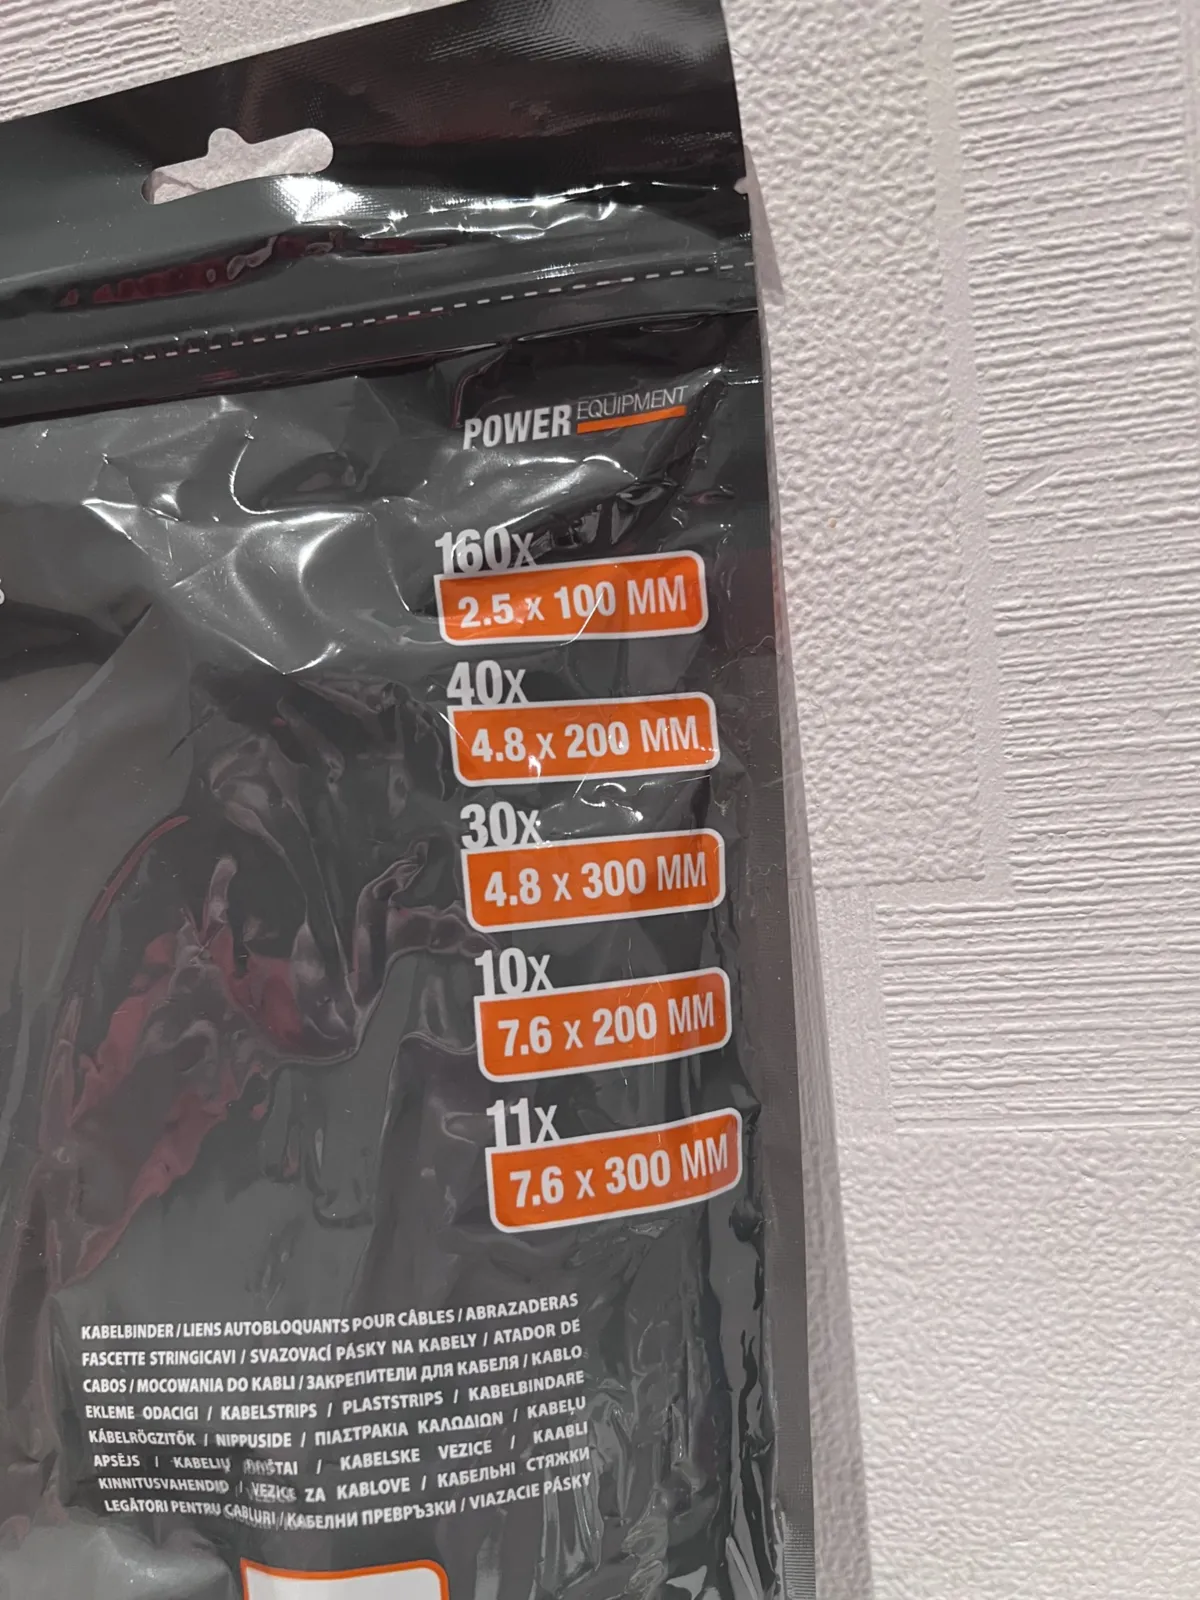 POWER EQUIPMENT
160X
2.5 X 100 MM
40X
4.8 X 200 MM
30X
4.8 X 300 MM
10X
7.6 X 200 MM
11X
7.6 X 300 MM
KABELBINDER / LIENS AUTOBLOQUANTS POUR CÂBLES / ABRAZADERAS
FASCETTE STRINGICAVI / SVAZOVACÍ PÁSKY NA KABELY / ATADOR DE
CABOS / MOCOWANIA DO KABLI / ЗАКРЕПИТЕЛИ ДЛЯ КАБЕЛЯ / KABLO
EKLEME ODACIGI / KABELSTRIPS / PLASTSTRIPS / KABELBINDARE
KÁBELRÖGZITÖK / NIPPUSIDE / ΠΙΑΣΤΡΑΚΙΑ ΚΑΛΩΔΙΩΝ / KABEĻU
APSĒJS / KABELIŲ / KABELSKE VEZICE / KAABLI
KINNITUSVAHENDID / VEZICE ZA KABLOVE / КАБЕЛЬНІ СТЯЖКИ
LEGĂTORI PENTRU CABLURI / КАБЕЛНИ ПРЕВРЪЗКИ / VIAZACIE PÁSKY